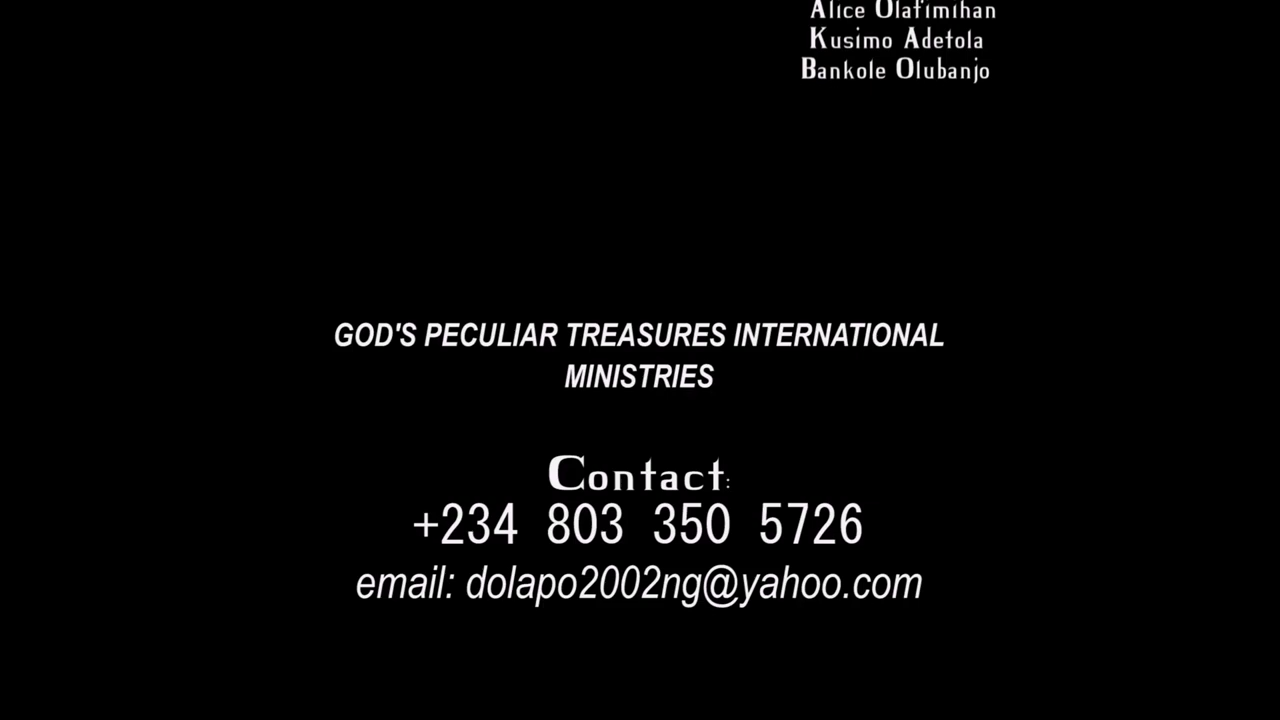 Alice Olafimihan
Kusimo Adetola
Bankole Olubanjo
GOD'S PECULIAR TREASURES INTERNATIONAL
MINISTRIES
Contact:
+234 803 350 5726
email: dolapo2002ng@yahoo.com